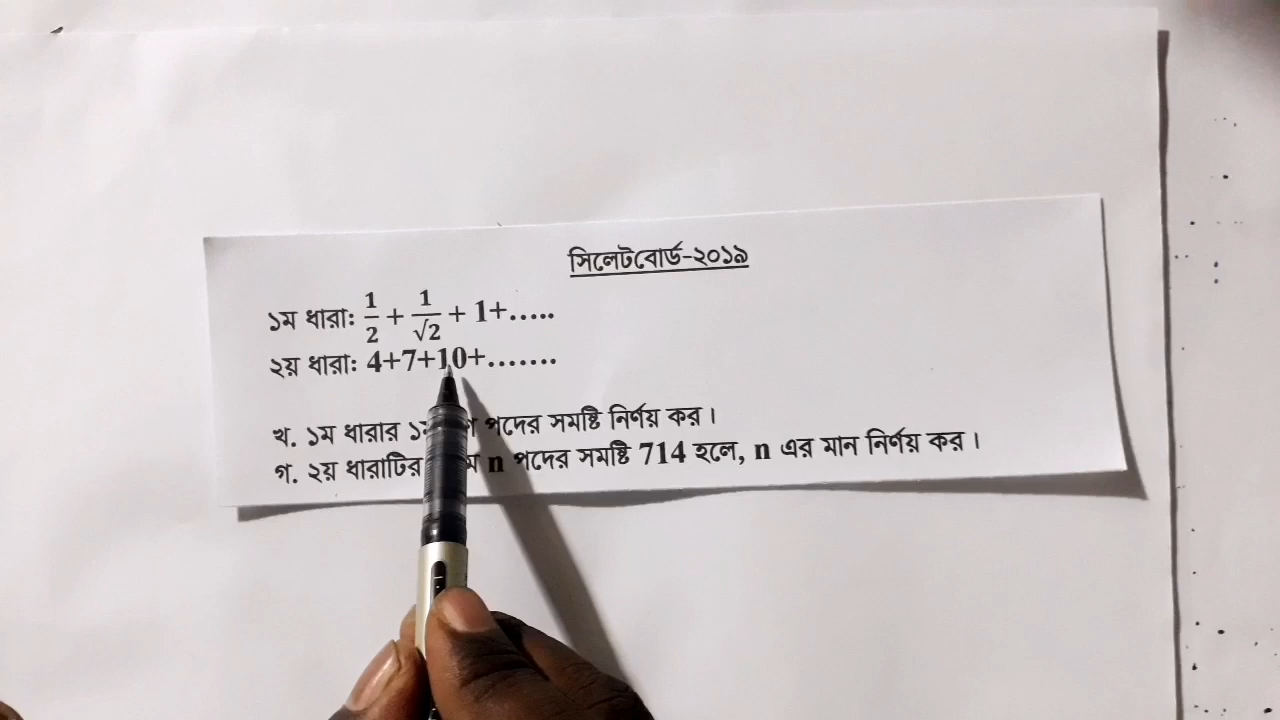 সিলেটবোর্ড-২০১৯
১ম ধারা: 1/2 + 1/√2 + 1+.....
২য় ধারা: 4+7+10+.......
খ. ১ম ধারার পদের সমষ্টি নির্ণয় কর।
গ. ২য় ধারাটির n পদের সমষ্টি 714 হলে, n এর মান নির্ণয় কর।